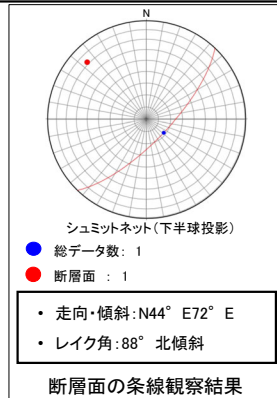 N
シュミットネット(下半球投影)
総データ数: 1
断層面 : 1
・ 走向・傾斜:N44°E72°E
・ レイク角:88°北傾斜
断層面の条線観察結果